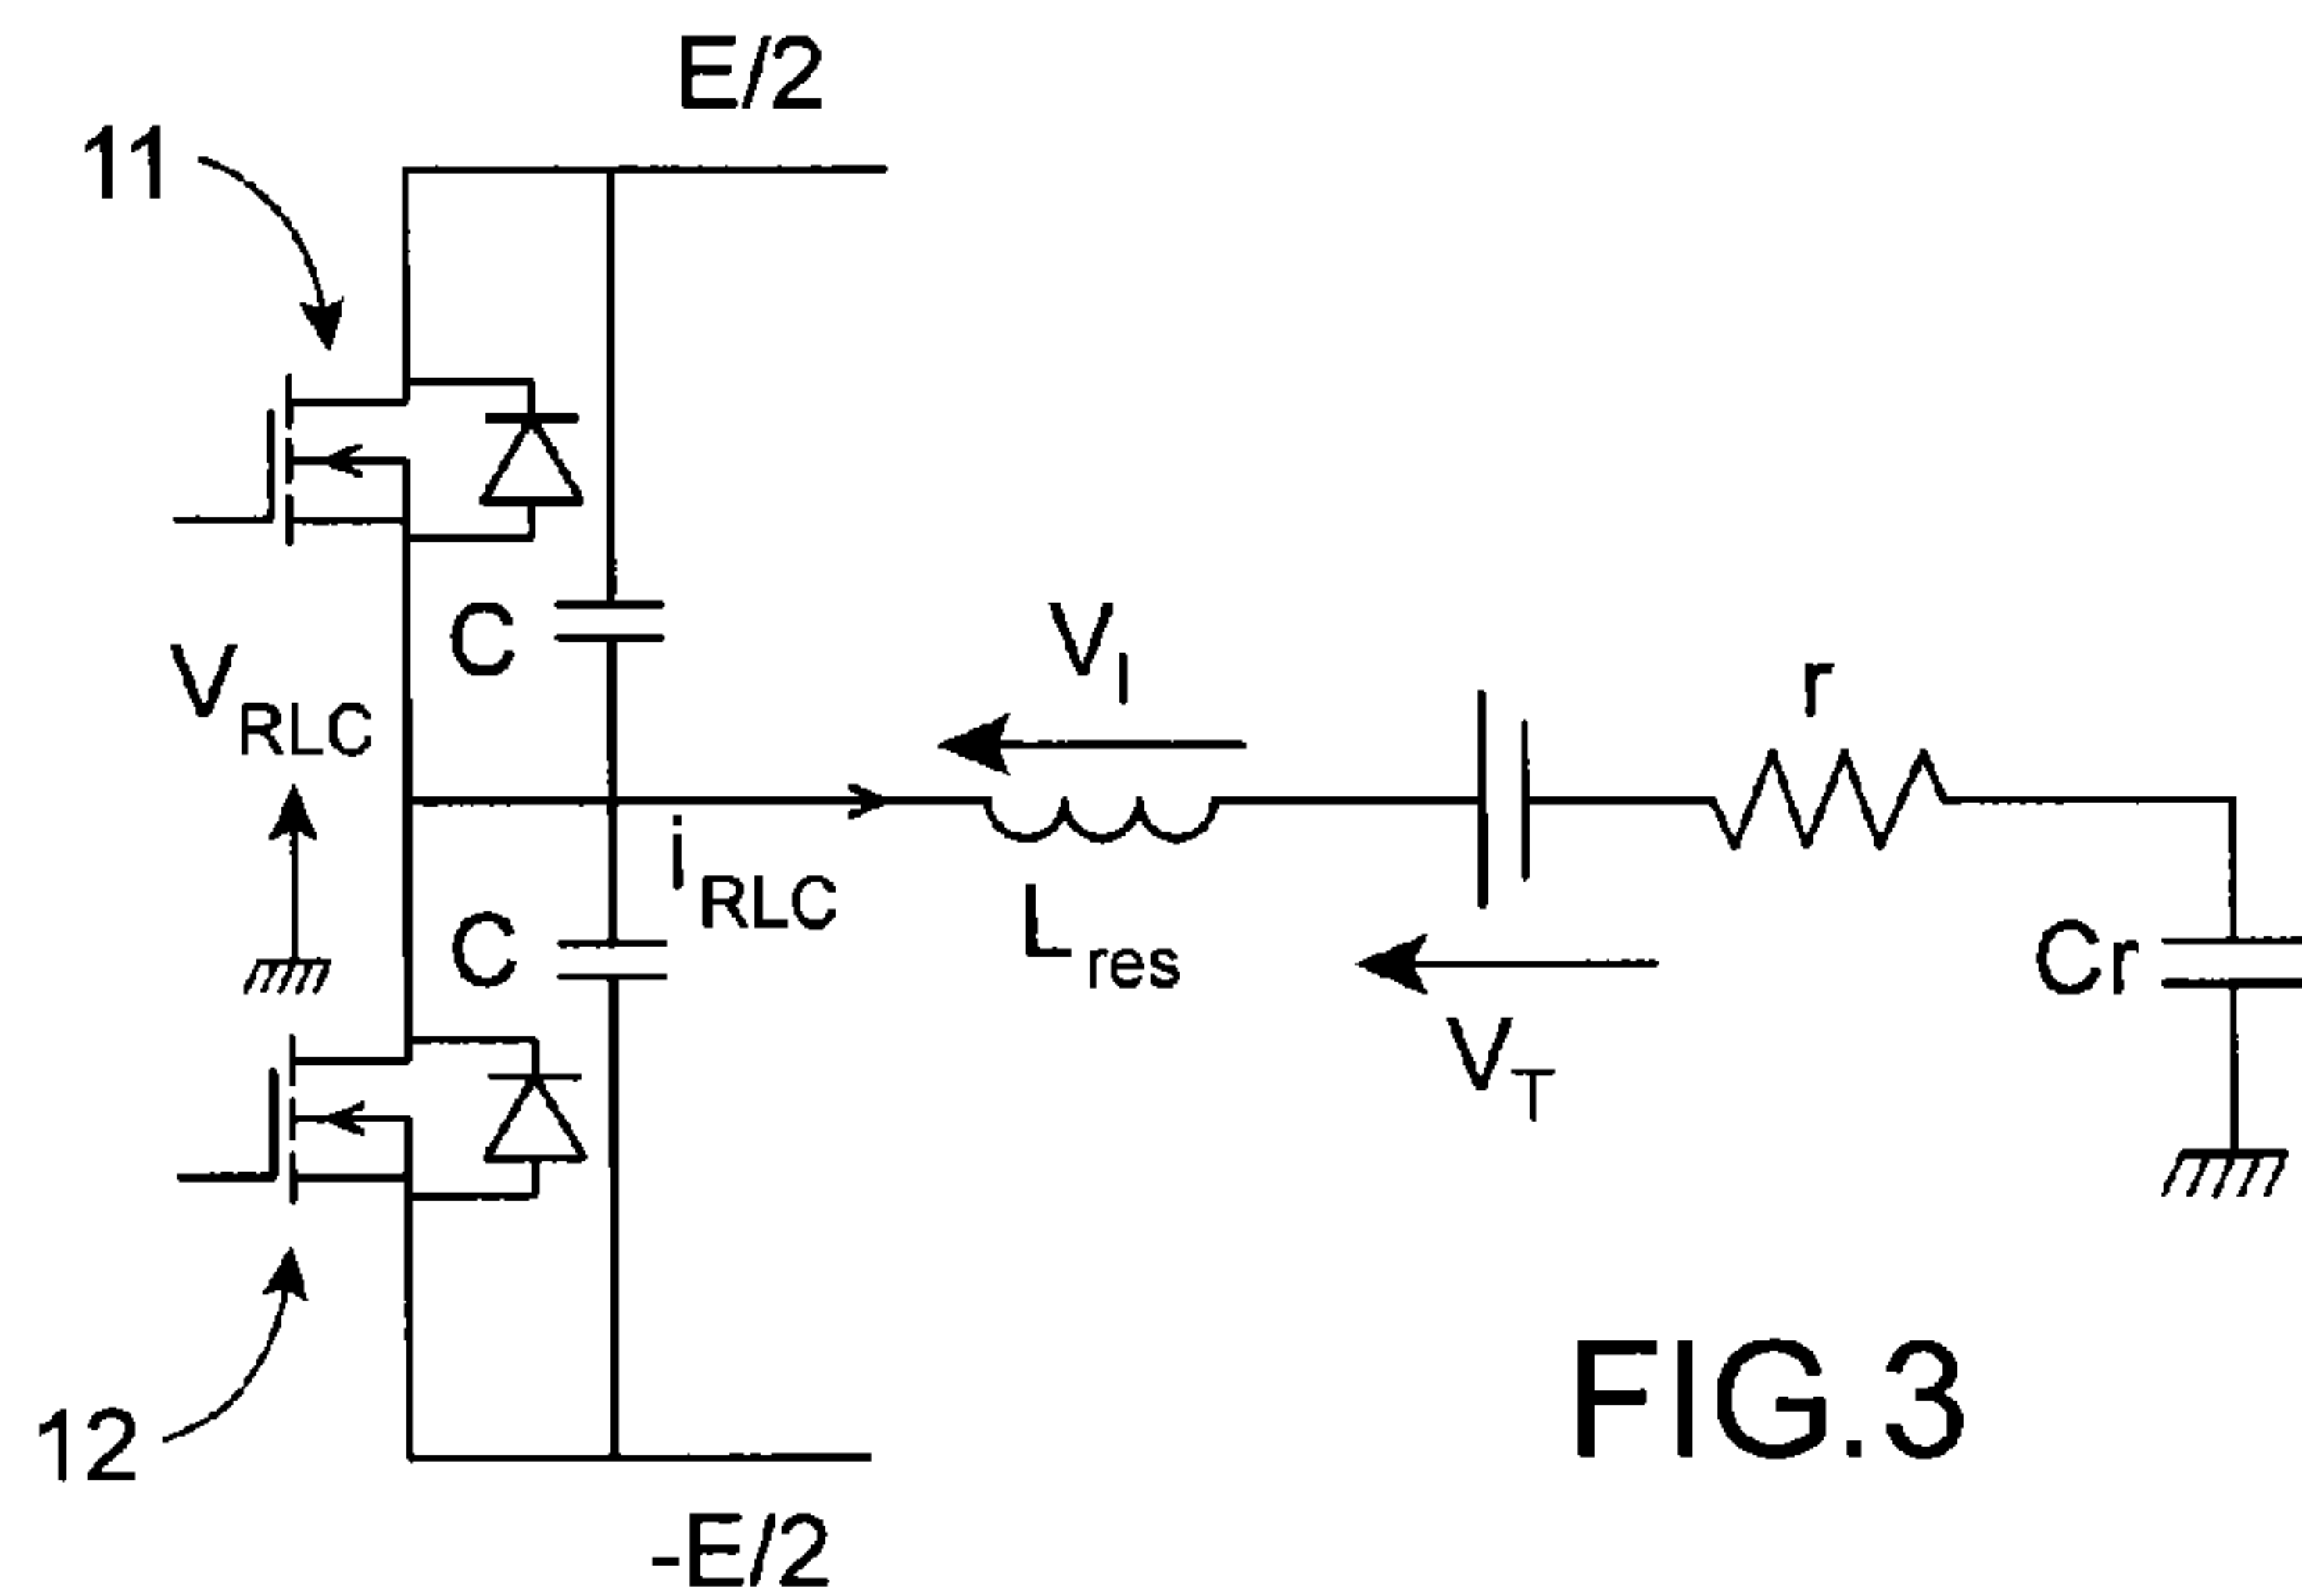 E/2
11
C
V RLC
V I
r
i RLC
C
L res
V T
Cr
12
-E/2
FIG.3